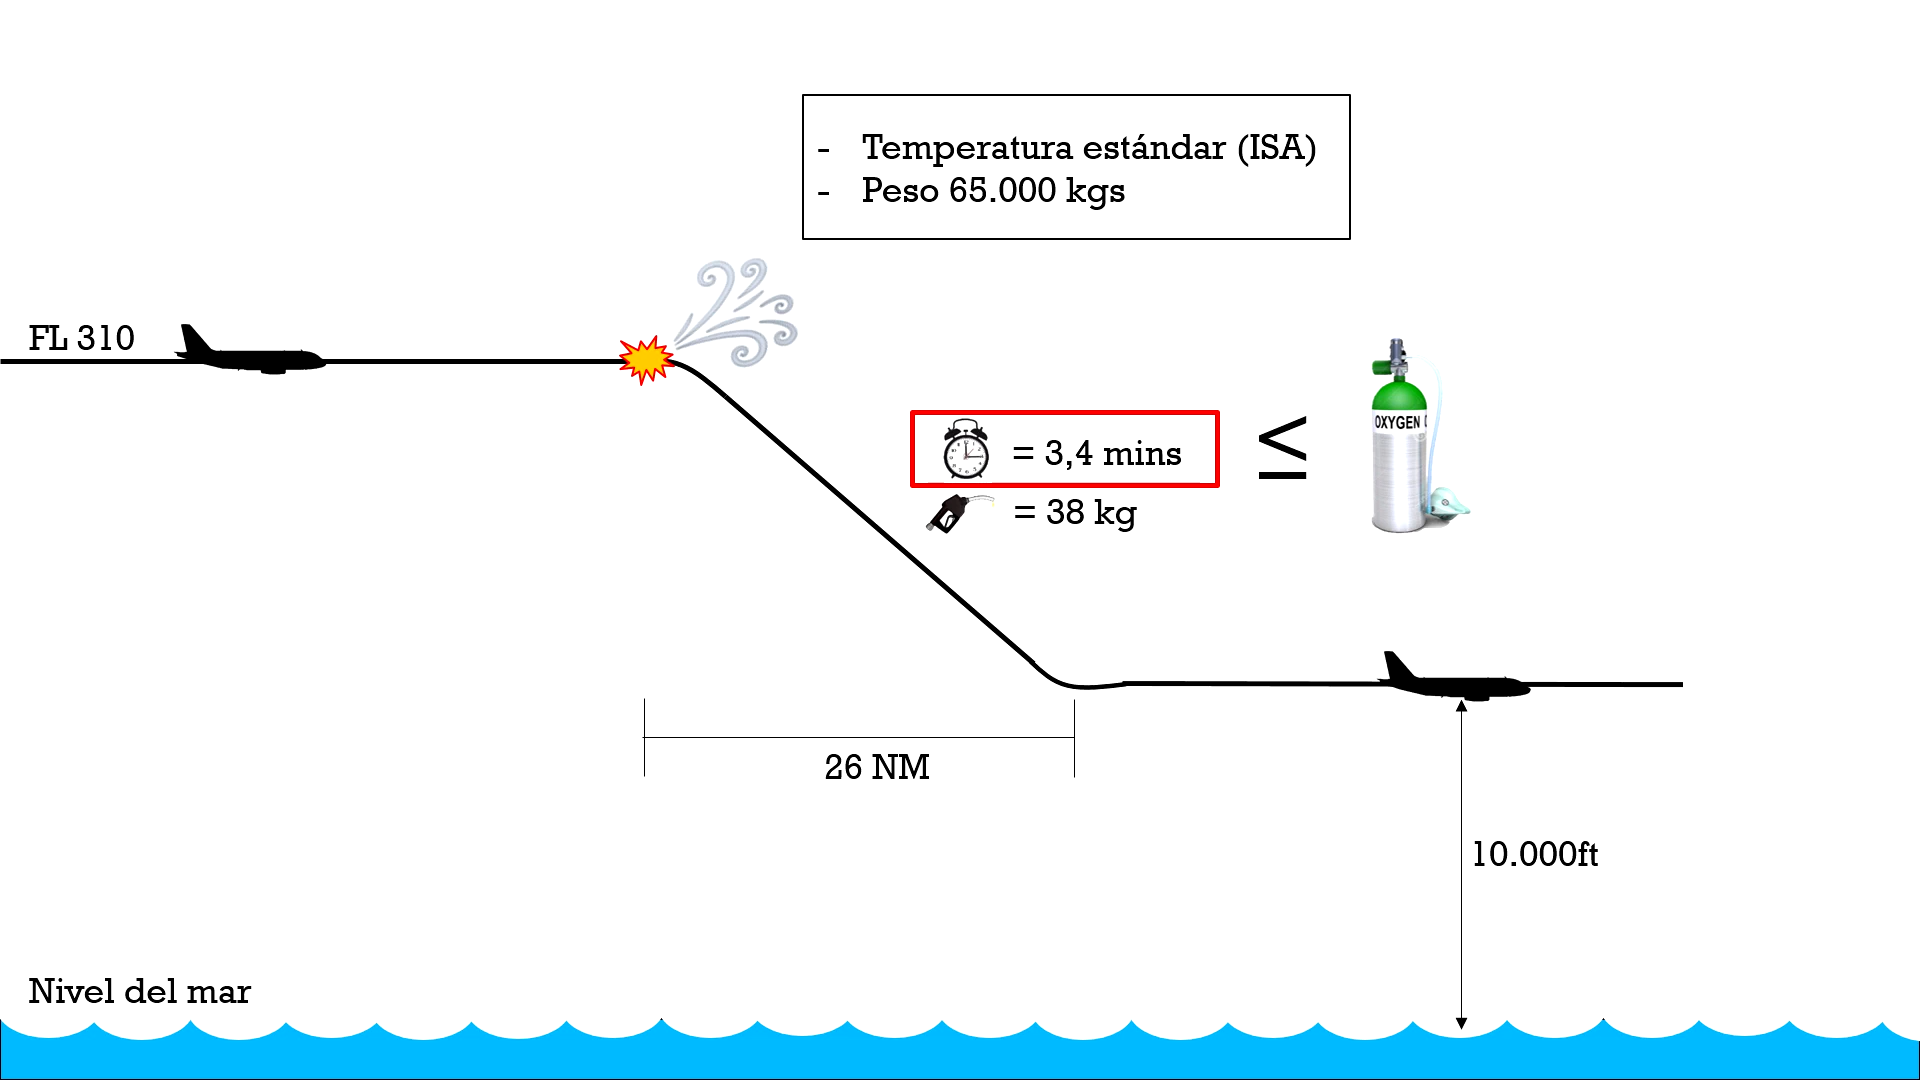 - Temperatura estándar (ISA)
- Peso 65.000 kgs
FL 310
= 3,4 mins
≤
OXYGEN
= 38 kg
26 NM
10.000ft
Nivel del mar